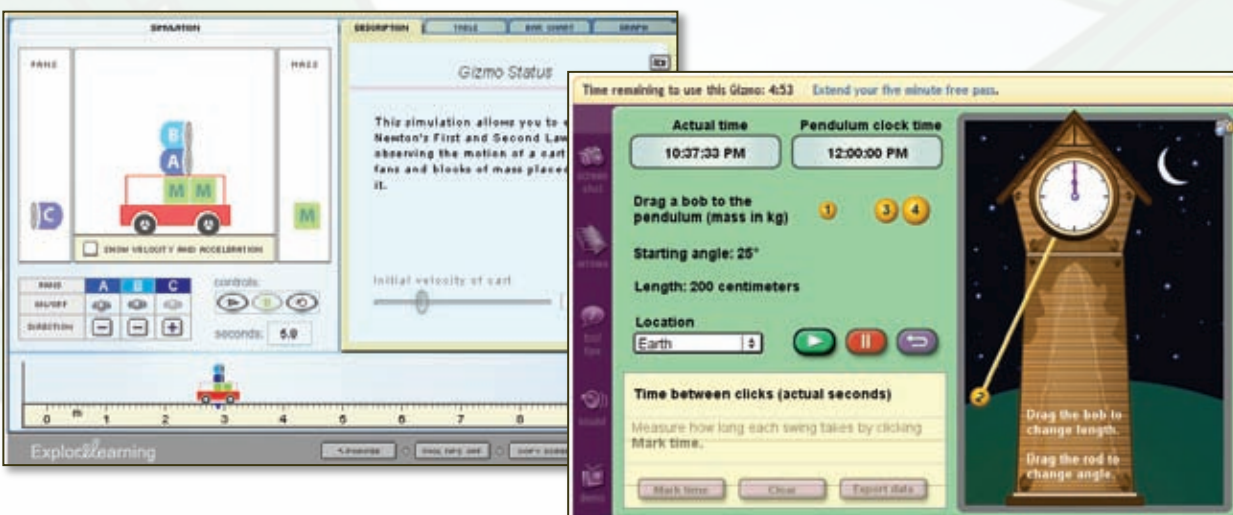 SIMULATION
FANS
MASS
B
A
M M
C
M
SHOW VELOCITY AND ACCELERATION
FANS A B C
ON/OFF
DIRECTION − − +
controls:
seconds: 5.0
DESCRIPTION TABLE BAR CHART GRAPH
Gizmo Status
This simulation allows you to
Newton's First and Second Law
observing the motion of a cart
fans and blocks of mass placed
it.
Initial velocity of cart
0 m 1 2 3 4 5 6 7 8
ExploreLearning
Time remaining to use this Gizmo: 4:53 Extend your five minute free pass.
screen
shot
sound
Actual time Pendulum clock time
10:37:33 PM 12:00:00 PM
Drag a bob to the
pendulum (mass in kg) 1 3 4
Starting angle: 25°
Length: 200 centimeters
Location
Earth
Time between clicks (actual seconds)
Measure how long each swing takes by clicking
Mark time.
Mark time Clear Export data
2
Drag the bob to
change length.
Drag the rod to
change angle.